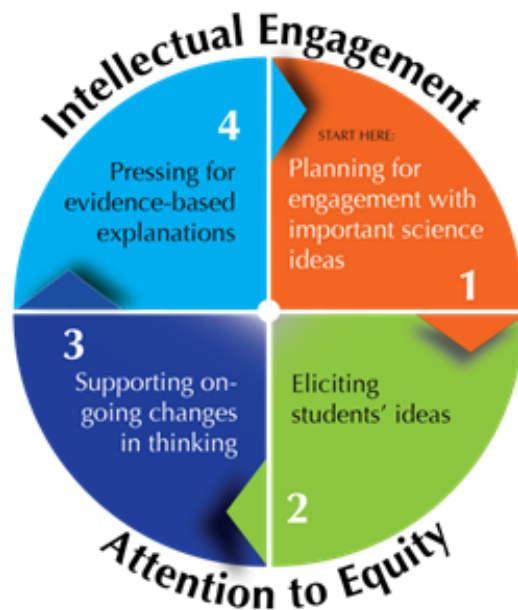 Intellectual Engagement
START HERE:
Planning for
engagement with
important science
ideas
1
Eliciting
students’ ideas
2
3
Supporting on-
going changes
in thinking
4
Pressing for
evidence-based
explanations
Attention to Equity